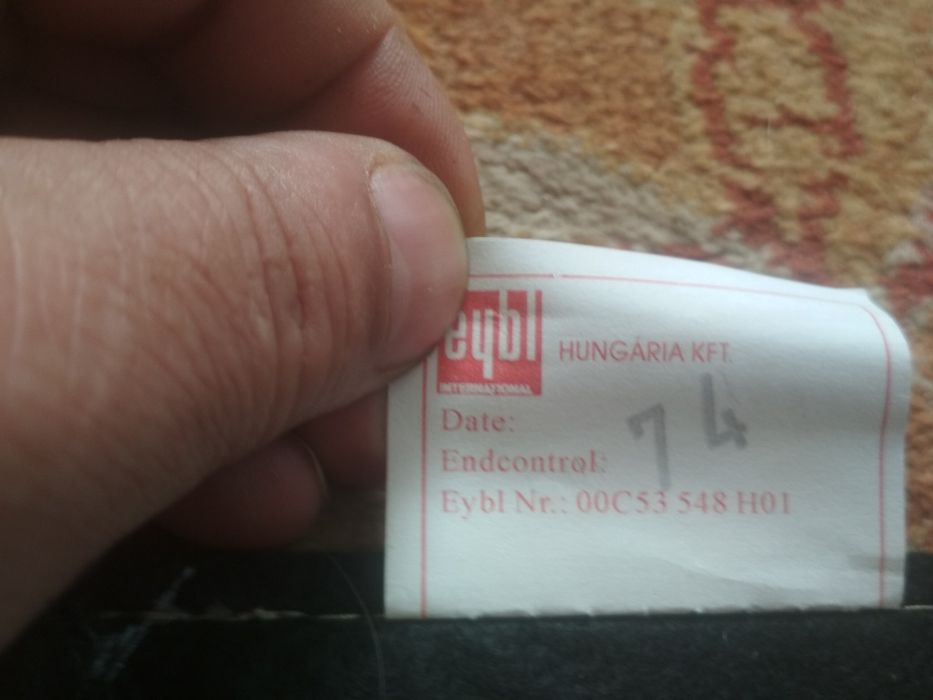 eybl
INTERNATIONAL
HUNGÁRIA KFT.
Date:
Endcontrol: 74
Eybl Nr.: 00C53 548 H01